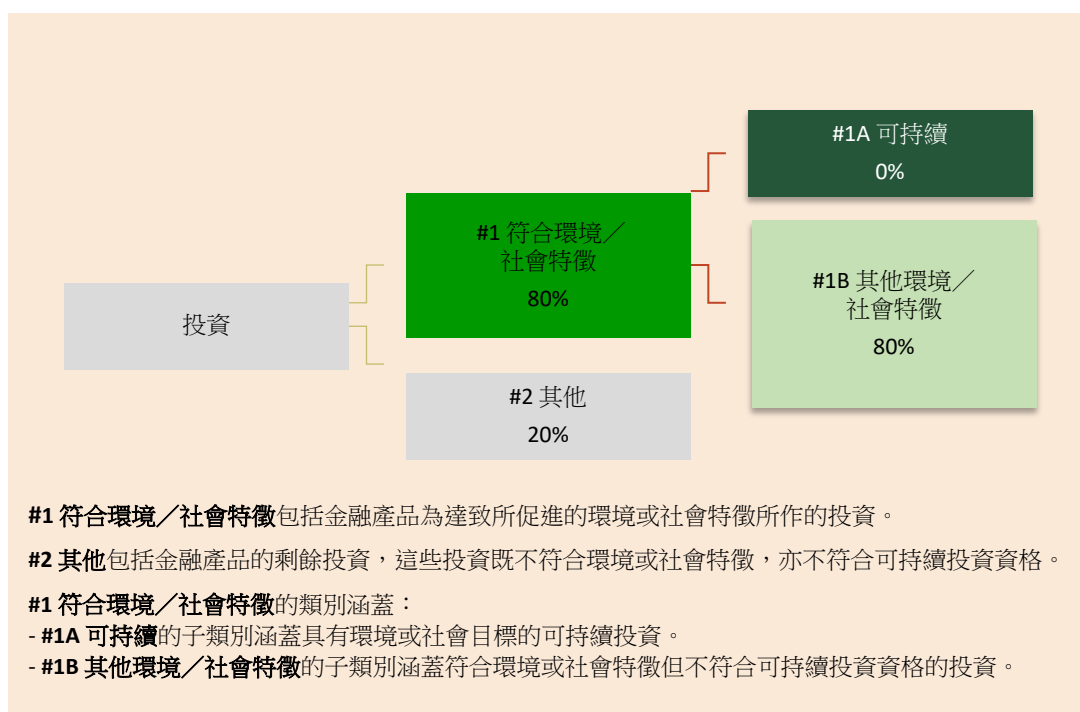 #1A 可持續
0%
#1 符合環境／
社會特徵
80%
#1B 其他環境／
社會特徵
80%
投資
#2 其他
20%
#1 符合環境／社會特徵包括金融產品為達致所促進的環境或社會特徵所作的投資。
#2 其他包括金融產品的剩餘投資，這些投資既不符合環境或社會特徵，亦不符合可持續投資資格。
#1 符合環境／社會特徵的類別涵蓋：
- #1A 可持續的子類別涵蓋具有環境或社會目標的可持續投資。
- #1B 其他環境／社會特徵的子類別涵蓋符合環境或社會特徵但不符合可持續投資資格的投資。